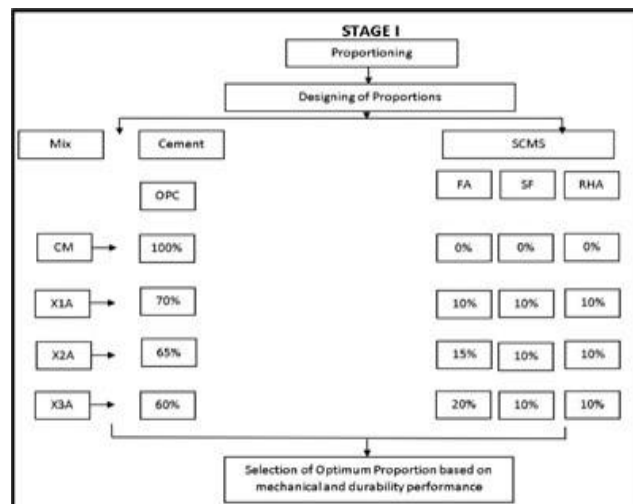 STAGE I
Proportioning
Designing of Proportions
Mix Cement SCMS
OPC FA SF RHA
CM 100% 0% 0% 0%
X1A 70% 10% 10% 10%
X2A 65% 15% 10% 10%
X3A 60% 20% 10% 10%
Selection of Optimum Proportion based on
mechanical and durability performance